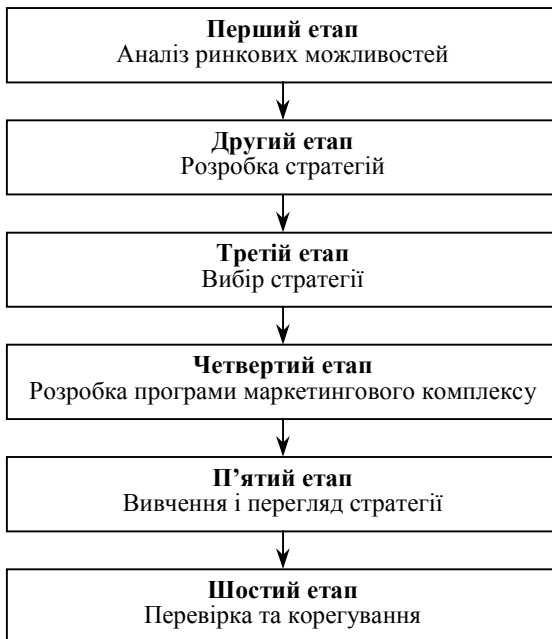 Перший етап
Аналіз ринкових можливостей
Другий етап
Розробка стратегій
Третій етап
Вибір стратегії
Четвертий етап
Розробка програми маркетингового комплексу
П’ятий етап
Вивчення і перегляд стратегії
Шостий етап
Перевірка та корегування